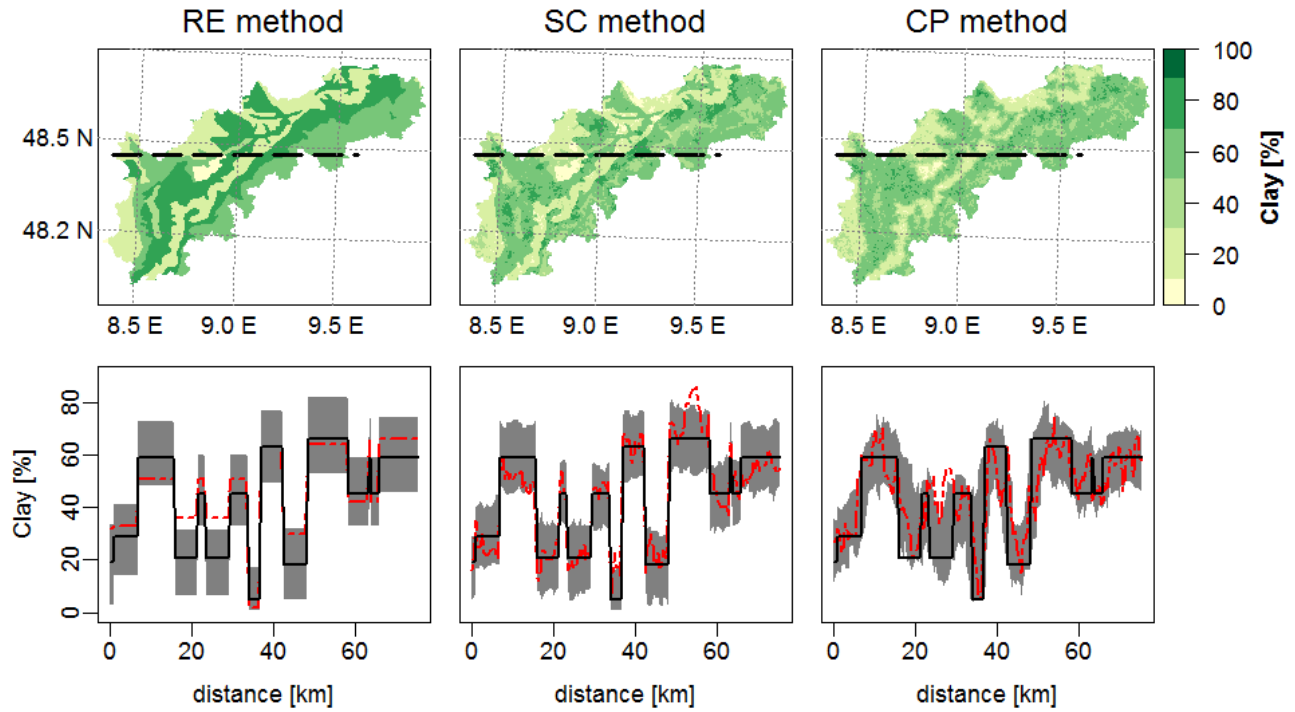 RE method SC method CP method
48.5 N
48.2 N
8.5 E 9.0 E 9.5 E
8.5 E 9.0 E 9.5 E
8.5 E 9.0 E 9.5 E
100
80
60
40
20
0
Clay [%]
Clay [%]
80
60
40
20
0
0 20 40 60
0 20 40 60
0 20 40 60
distance [km] distance [km] distance [km]